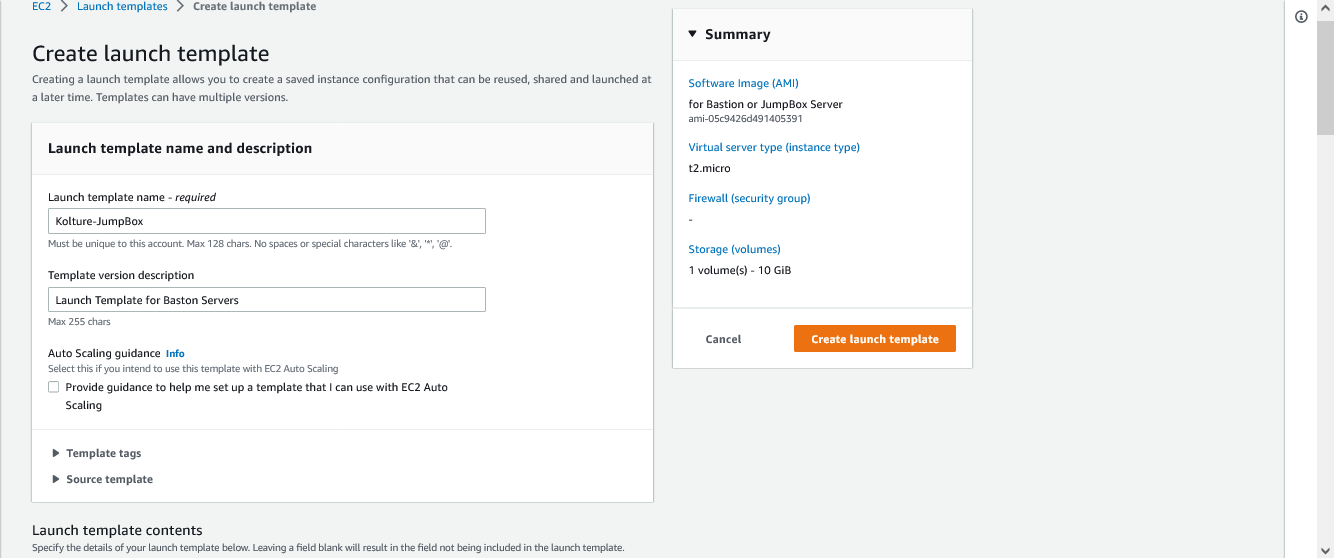 EC2 > Launch templates > Create launch template
Create launch template
Creating a launch template allows you to create a saved instance configuration that can be reused, shared and launched at
a later time. Templates can have multiple versions.
Launch template name and description
Launch template name - required
Kolture-JumpBox
Must be unique to this account. Max 128 chars. No spaces or special characters like '&', '*', '@'.
Template version description
Launch Template for Baston Servers
Max 255 chars
Auto Scaling guidance Info
Select this if you intend to use this template with EC2 Auto Scaling
Provide guidance to help me set up a template that I can use with EC2 Auto
Scaling
Template tags
Source template
Launch template contents
Specify the details of your launch template below. Leaving a field blank will result in the field not being included in the launch template.
Summary
Software Image (AMI)
for Bastion or JumpBox Server
ami-05c9426d491405391
Virtual server type (instance type)
t2.micro
Firewall (security group)
-
Storage (volumes)
1 volume(s) - 10 GiB
Cancel
Create launch template